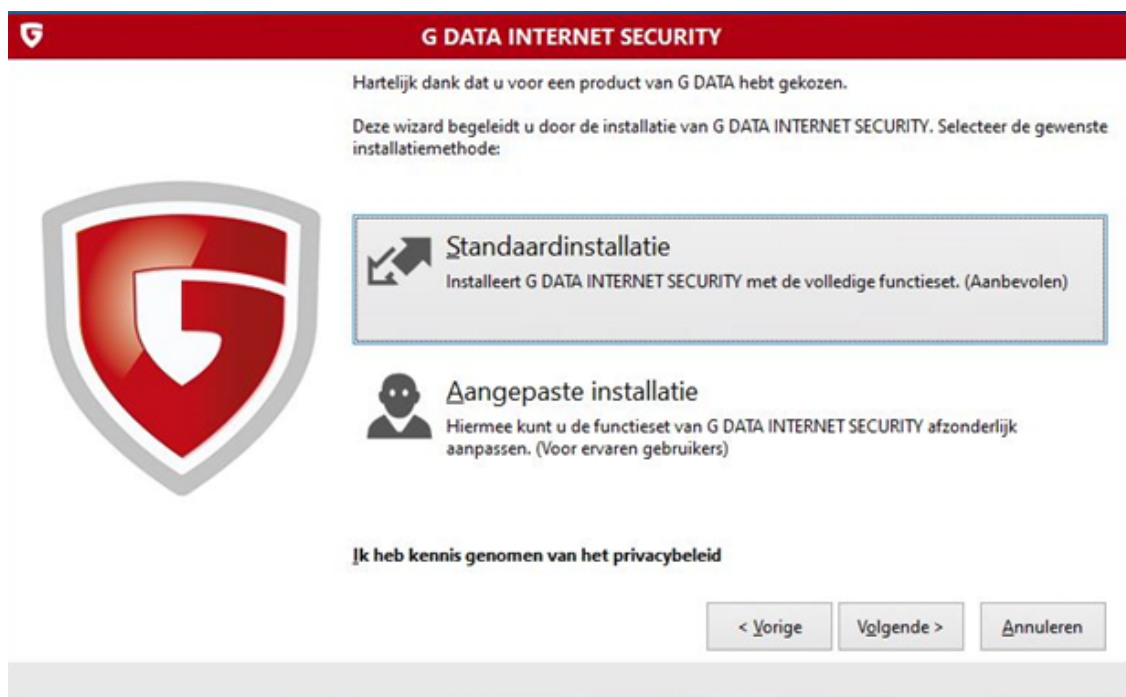 G DATA INTERNET SECURITY
Hartelijk dank dat u voor een product van G DATA hebt gekozen.
Deze wizard begeleidt u door de installatie van G DATA INTERNET SECURITY. Selecteer de gewenste
installatiemethode:
Standaardinstallatie
Installeert G DATA INTERNET SECURITY met de volledige functieset. (Aanbevolen)
Aangepaste installatie
Hiermee kunt u de functieset van G DATA INTERNET SECURITY afzonderlijk
aanpassen. (Voor ervaren gebruikers)
Ik heb kennis genomen van het privacybeleid
< Vorige
Volgende >
Annuleren